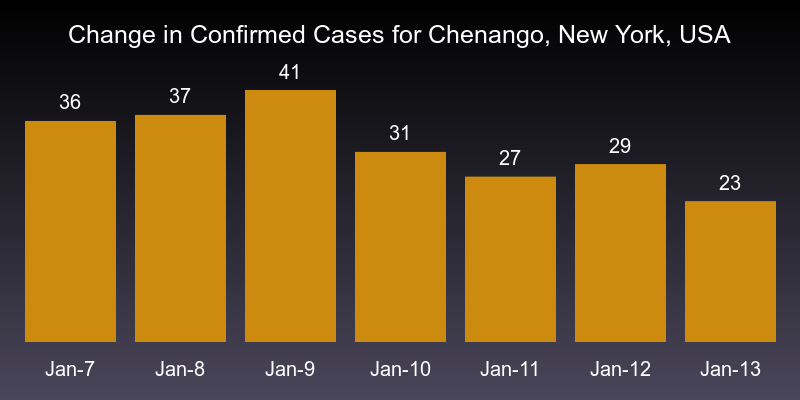 Change in Confirmed Cases for Chenango, New York, USA
36
37
41
31
27
29
23
Jan-7
Jan-8
Jan-9
Jan-10
Jan-11
Jan-12
Jan-13